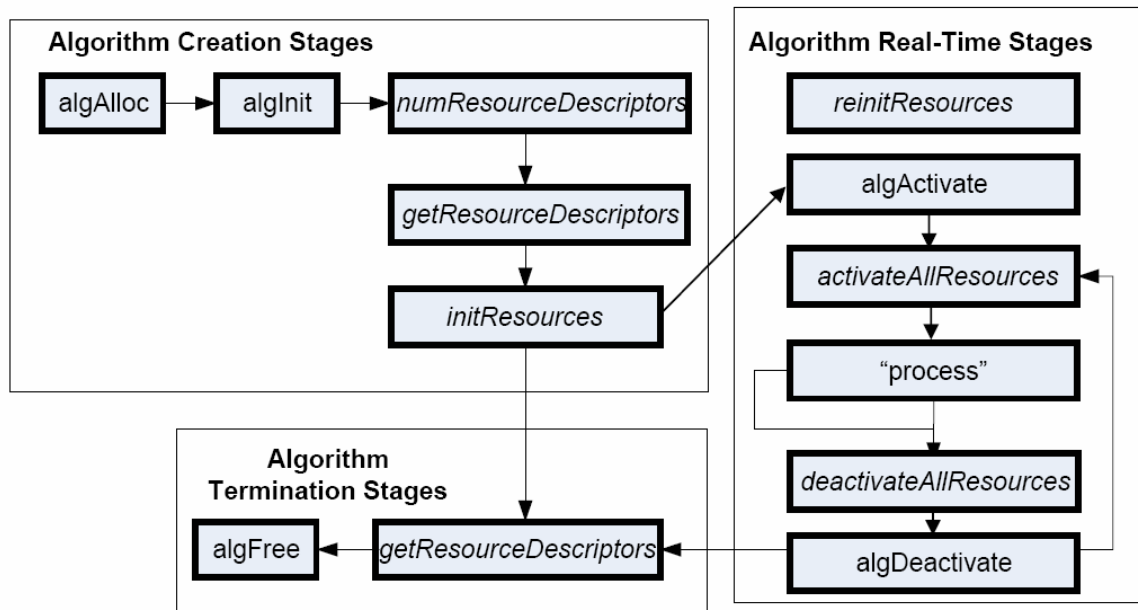 Algorithm Creation Stages
algAlloc
algInit
numResourceDescriptors
getResourceDescriptors
initResources
Algorithm Real-Time Stages
reinitResources
algActivate
activateAllResources
“process”
deactivateAllResources
algDeactivate
Algorithm
Termination Stages
algFree
getResourceDescriptors